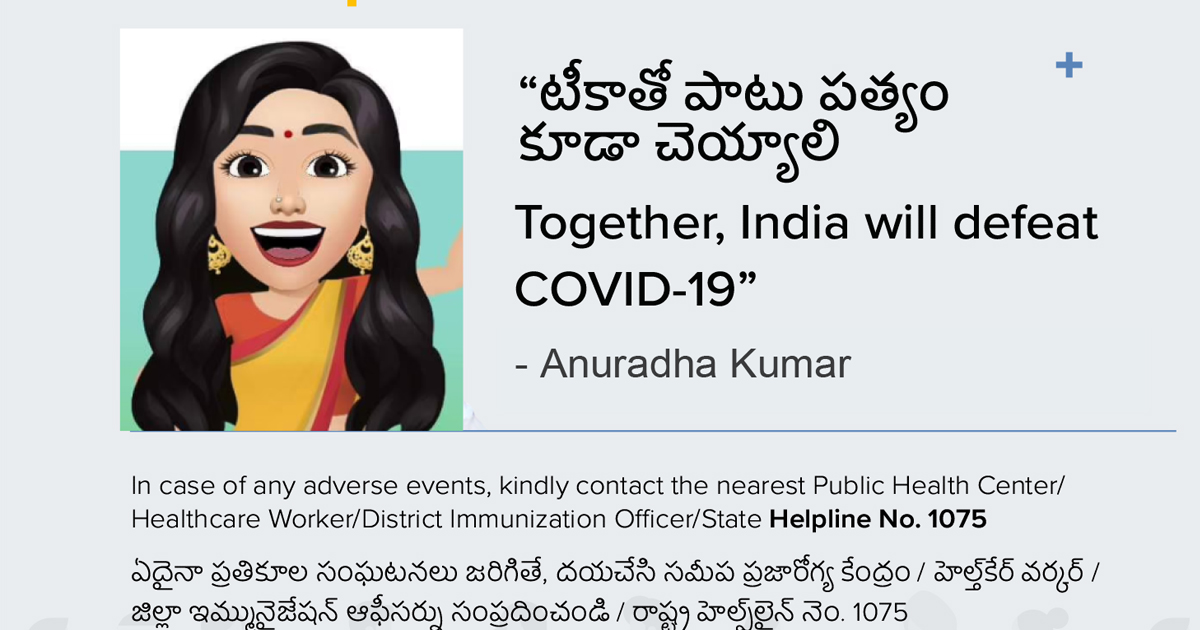 “టీకాతో పాటు పత్యం
కూడా చెయ్యాలి
Together, India will defeat
COVID-19”
- Anuradha Kumar
In case of any adverse events, kindly contact the nearest Public Health Center/
Healthcare Worker/District Immunization Officer/State Helpline No. 1075
ఏదైనా ప్రతికూల సంఘటనలు జరిగితే, దయచేసి సమీప ప్రజారోగ్య కేంద్రం / హెల్త్‌కేర్ వర్కర్ /
జిల్లా ఇమ్మునైజేషన్ ఆఫీసర్ను సంప్రదించండి / రాష్ట్ర హెల్ప్‌లైన్ నెం. 1075